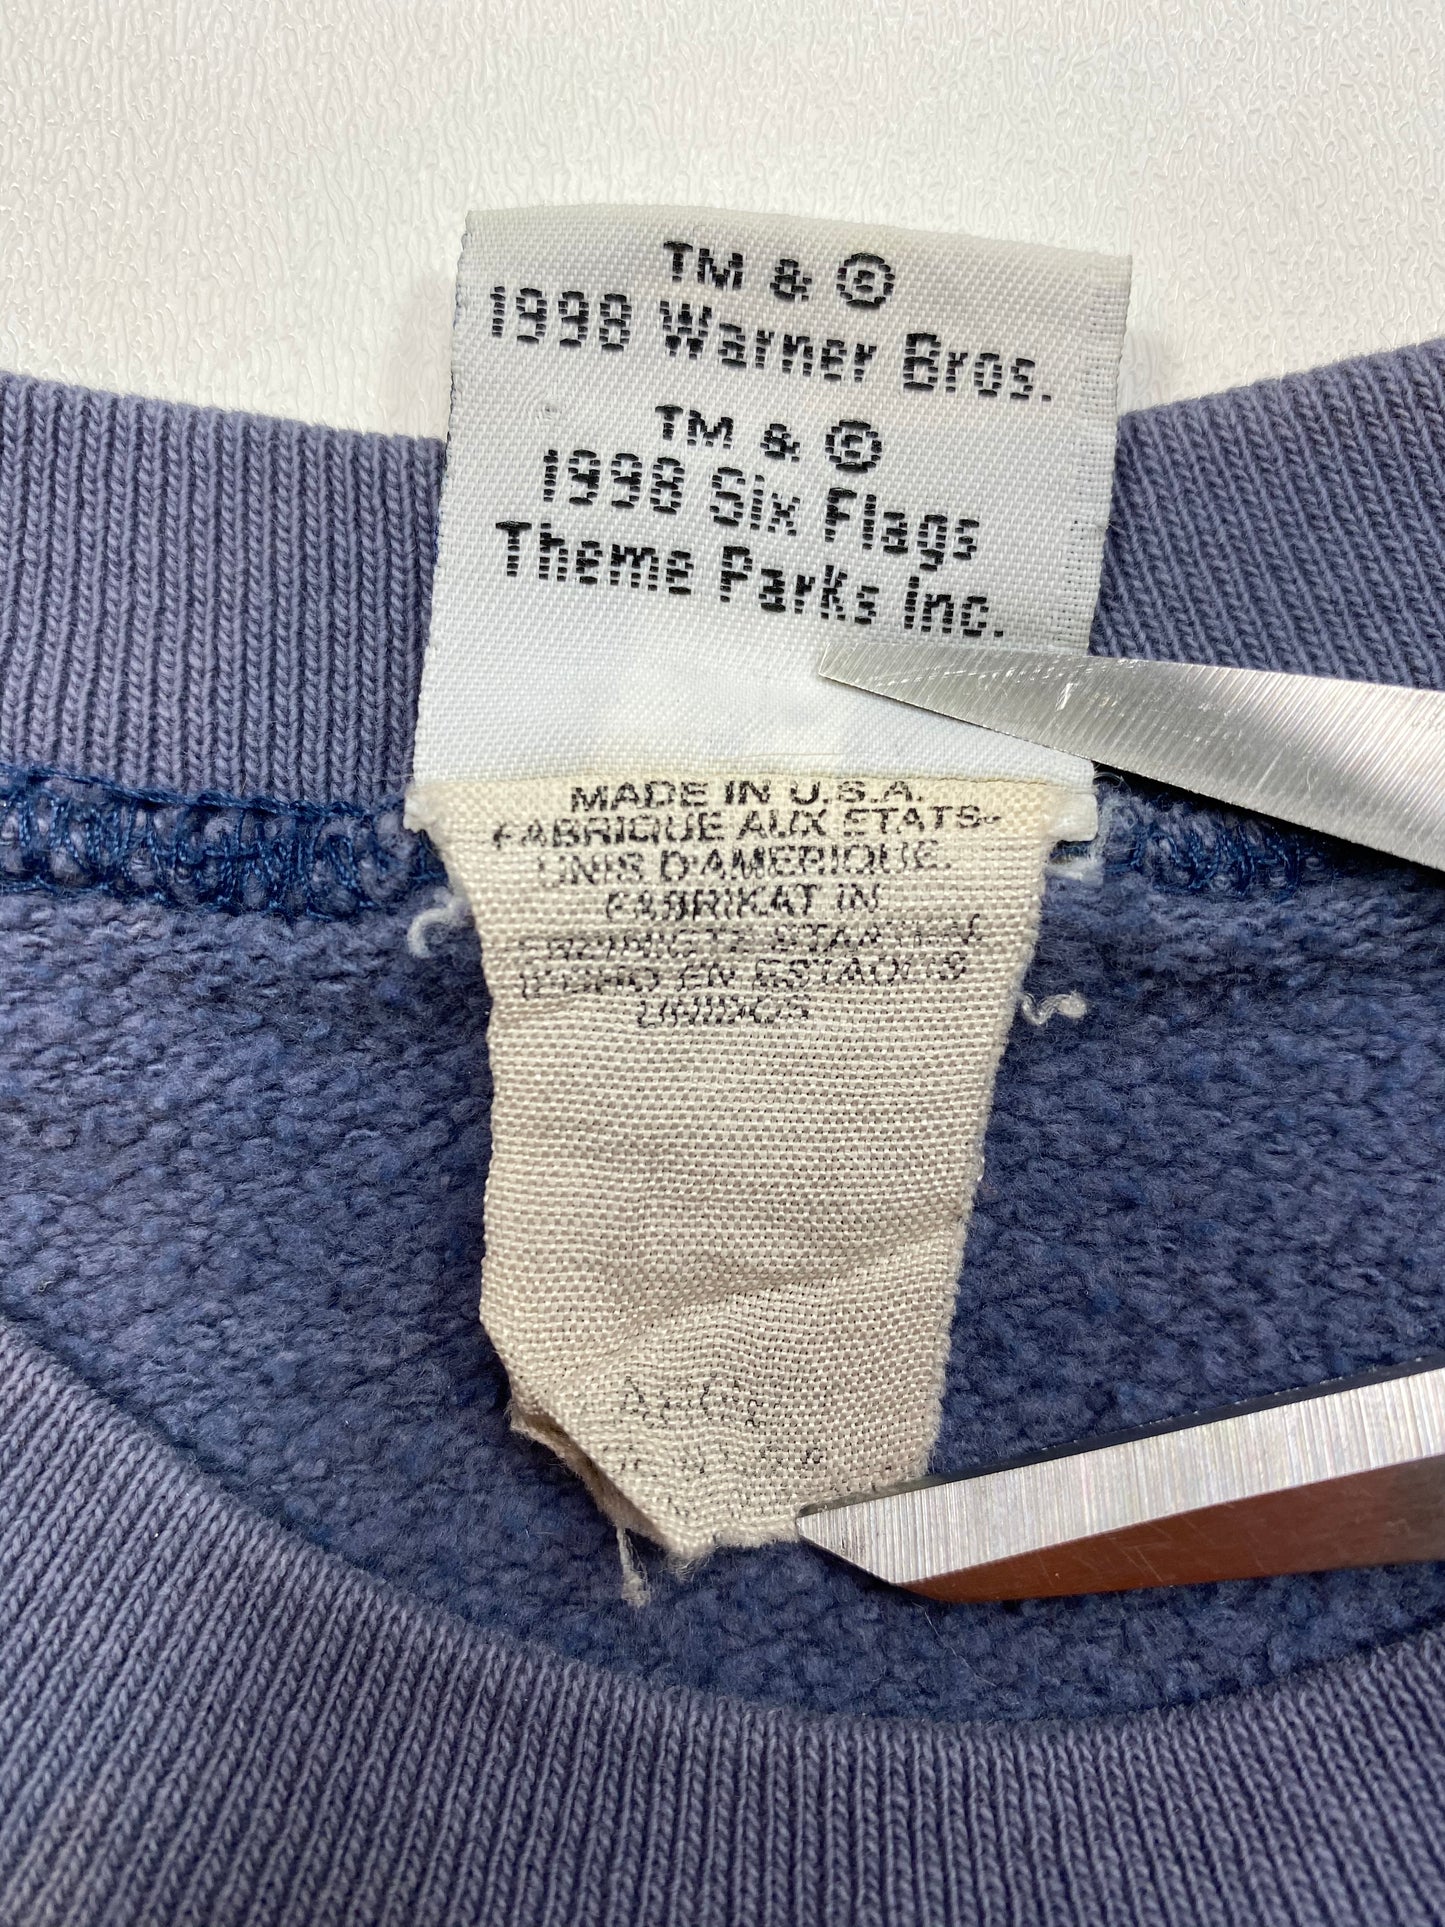 TM & ©
1998 Warner Bros.
TM & ©
1998 Six Flags
Theme Parks Inc.
MADE IN U.S.A.
FABRIQUE AUX ETATS-
UNIS D'AMERIQUE.
FABRIKAT IN
EN ESTADOS
UNIDOS